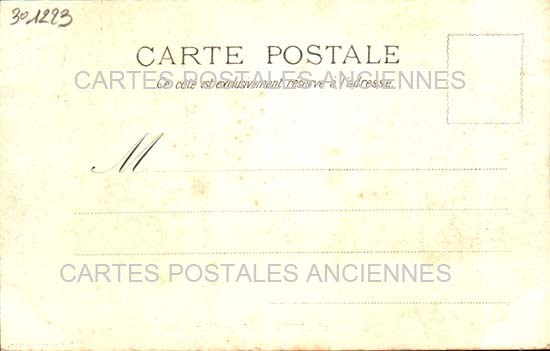 301223
CARTE POSTALE
CARTES POSTALES ANCIENNES
Ce côté est exclusivement réservé à l'adresse.
M
CARTES POSTALES ANCIENNES